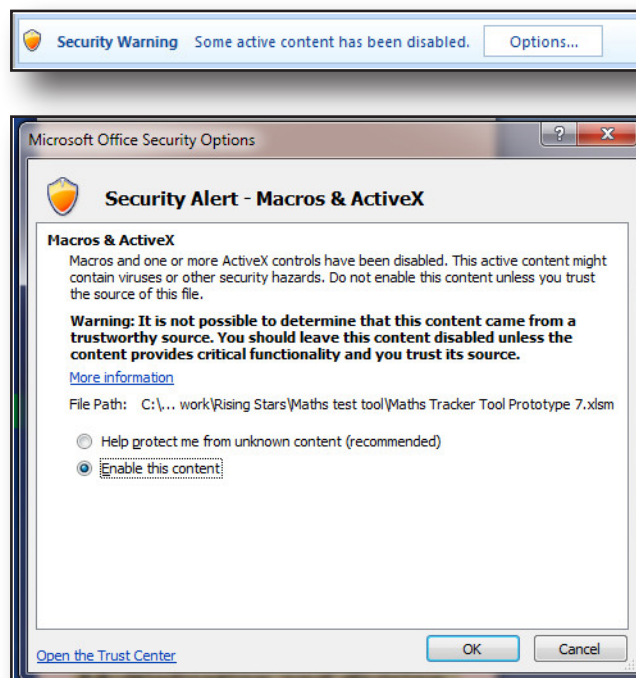 Security Warning Some active content has been disabled. Options...
Microsoft Office Security Options
Security Alert - Macros & ActiveX
Macros & ActiveX
Macros and one or more ActiveX controls have been disabled. This active content might
contain viruses or other security hazards. Do not enable this content unless you trust
the source of this file.
Warning: It is not possible to determine that this content came from a
trustworthy source. You should leave this content disabled unless the
content provides critical functionality and you trust its source.
More information
File Path: C:\... work\Rising Stars\Maths test tool\Maths Tracker Tool Prototype 7.xlsm
Help protect me from unknown content (recommended)
Enable this content
Open the Trust Center OK Cancel